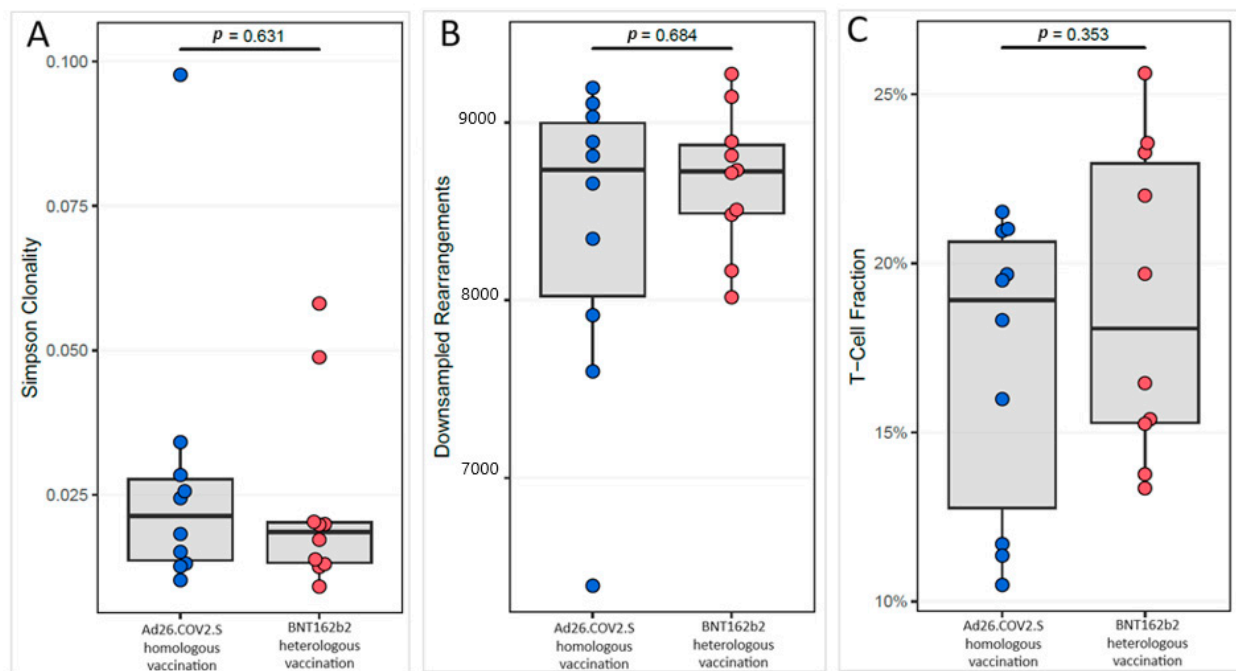 A
p = 0.631
Simpson Clonality
0.100
0.075
0.050
0.025
Ad26.COV2.S
homologous
vaccination
BNT162b2
heterologous
vaccination
B
p = 0.684
Downsampled Rearrangements
9000
8000
7000
Ad26.COV2.S
homologous
vaccination
BNT162b2
heterologous
vaccination
C
p = 0.353
T-Cell Fraction
25%
20%
15%
10%
Ad26.COV2.S
homologous
vaccination
BNT162b2
heterologous
vaccination